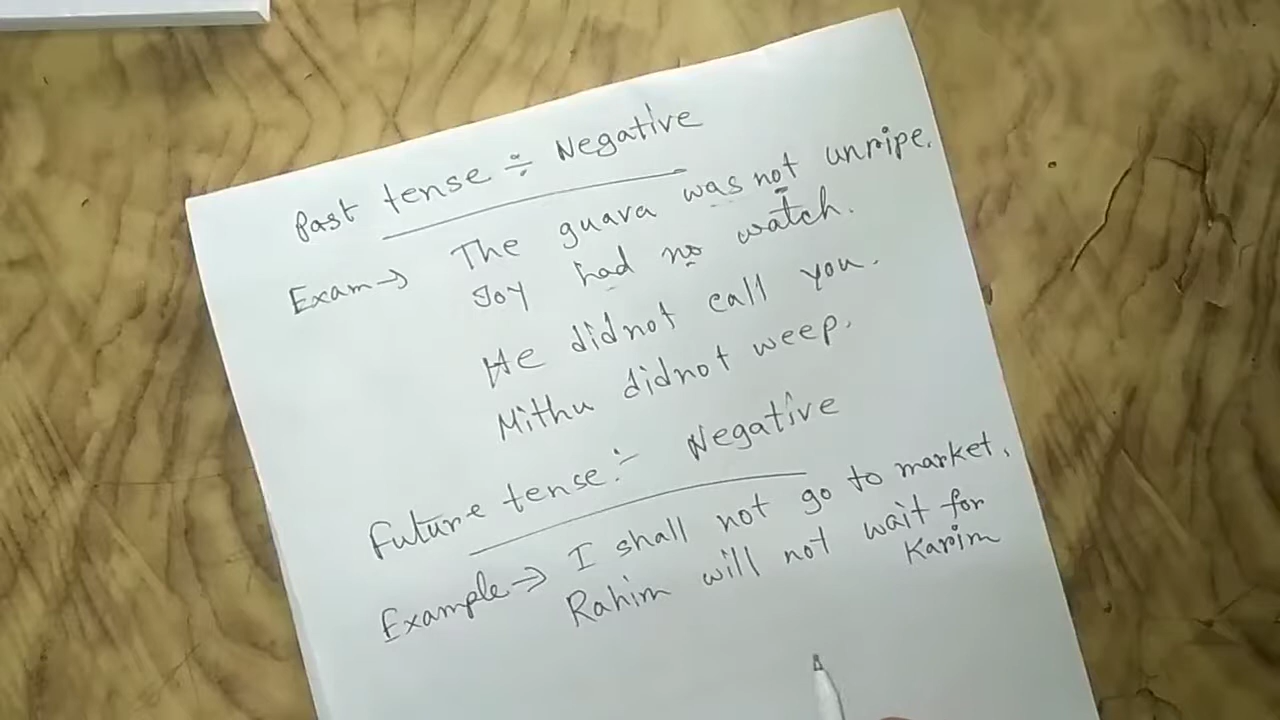 Past tense ÷ Negative
Exam → The guava was not unripe.
Joy had no watch.
He didnot call you.
Mithu didnot weep.
Future tense :- Negative
Example → I shall not go to market.
Rahim will not wait for
Karim